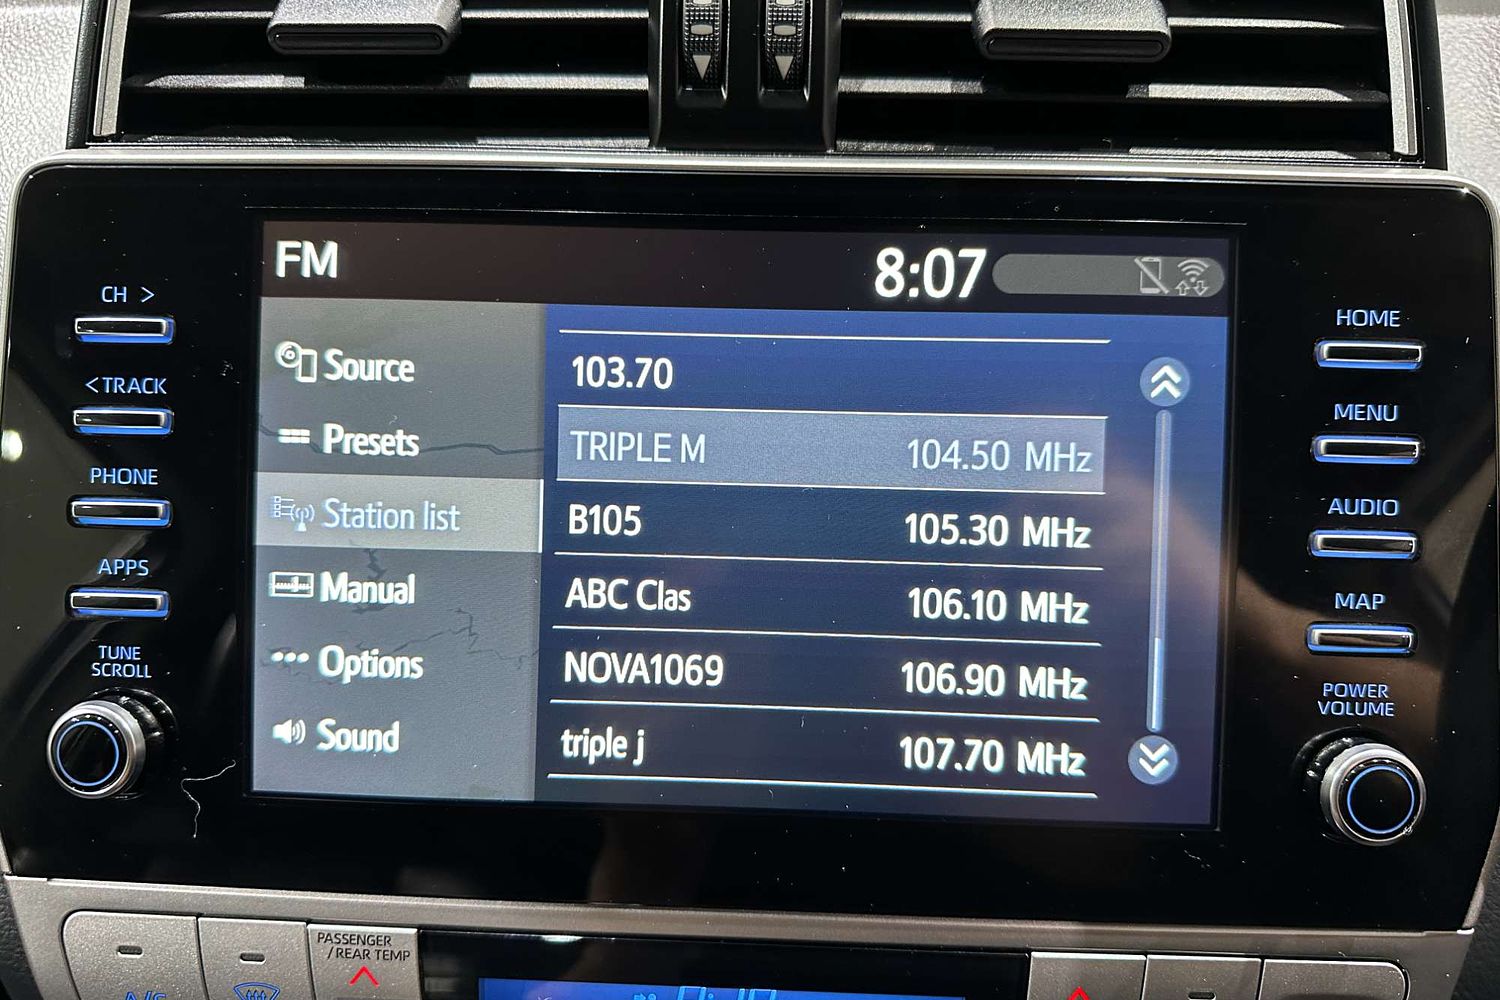 FM
8:07
CH >
<TRACK
PHONE
APPS
TUNE
SCROLL
Source
Presets
Station list
Manual
Options
Sound
103.70
TRIPLE M 104.50 MHz
B105 105.30 MHz
ABC Clas 106.10 MHz
NOVA1069 106.90 MHz
triple j 107.70 MHz
HOME
MENU
AUDIO
MAP
POWER
VOLUME
PASSENGER
/REAR TEMP